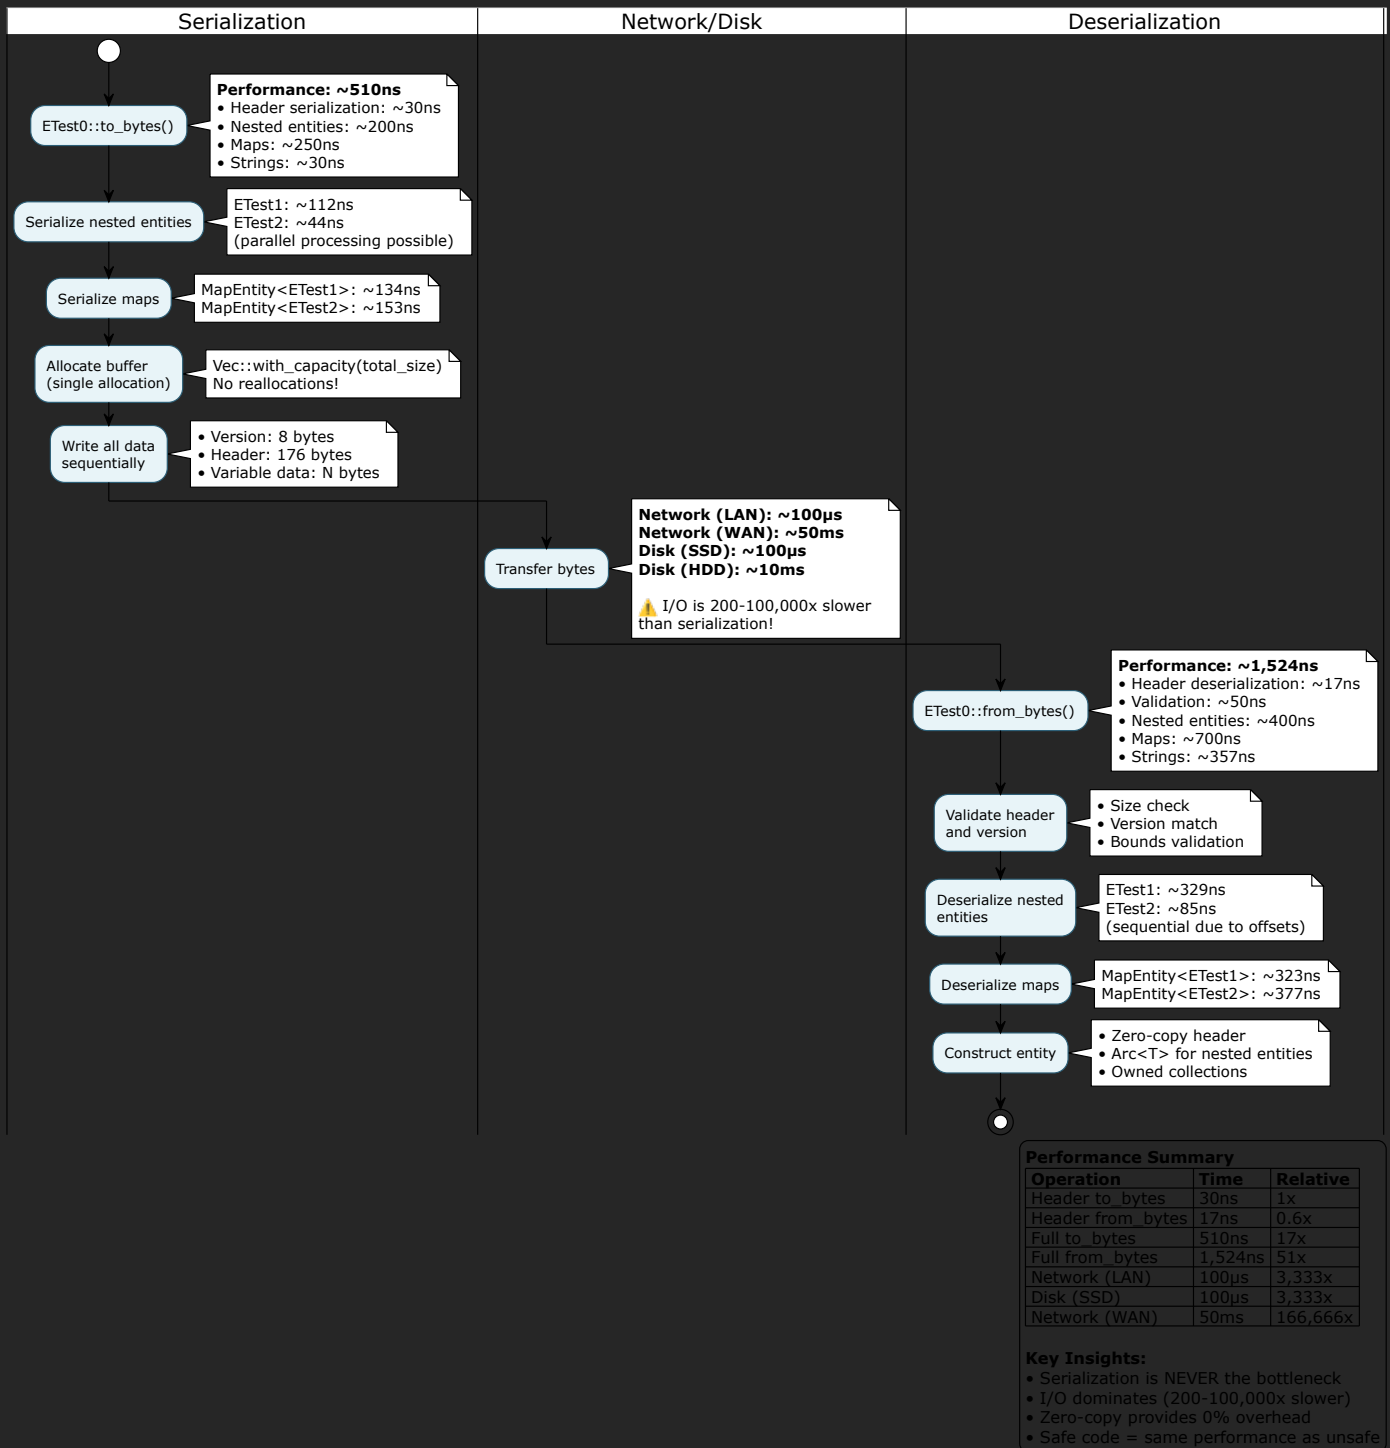 Serialization
Network/Disk
Deserialization
ETest0::to_bytes()
Performance: ~510ns
• Header serialization: ~30ns
• Nested entities: ~200ns
• Maps: ~250ns
• Strings: ~30ns
Serialize nested entities
ETest1: ~112ns
ETest2: ~44ns
(parallel processing possible)
Serialize maps
MapEntity<ETest1>: ~134ns
MapEntity<ETest2>: ~153ns
Allocate buffer
(single allocation)
Vec::with_capacity(total_size)
No reallocations!
Write all data
sequentially
• Version: 8 bytes
• Header: 176 bytes
• Variable data: N bytes
Transfer bytes
Network (LAN): ~100µs
Network (WAN): ~50ms
Disk (SSD): ~100µs
Disk (HDD): ~10ms
⚠️ I/O is 200-100,000x slower
than serialization!
ETest0::from_bytes()
Performance: ~1,524ns
• Header deserialization: ~17ns
• Validation: ~50ns
• Nested entities: ~400ns
• Maps: ~700ns
• Strings: ~357ns
Validate header
and version
• Size check
• Version match
• Bounds validation
Deserialize nested
entities
ETest1: ~329ns
ETest2: ~85ns
(sequential due to offsets)
Deserialize maps
MapEntity<ETest1>: ~323ns
MapEntity<ETest2>: ~377ns
Construct entity
• Zero-copy header
• Arc<T> for nested entities
• Owned collections
Performance Summary
Operation Time Relative
Header to_bytes 30ns 1x
Header from_bytes 17ns 0.6x
Full to_bytes 510ns 17x
Full from_bytes 1,524ns 51x
Network (LAN) 100µs 3,333x
Disk (SSD) 100µs 3,333x
Network (WAN) 50ms 166,666x
Key Insights:
• Serialization is NEVER the bottleneck
• I/O dominates (200-100,000x slower)
• Zero-copy provides 0% overhead
• Safe code = same performance as unsafe